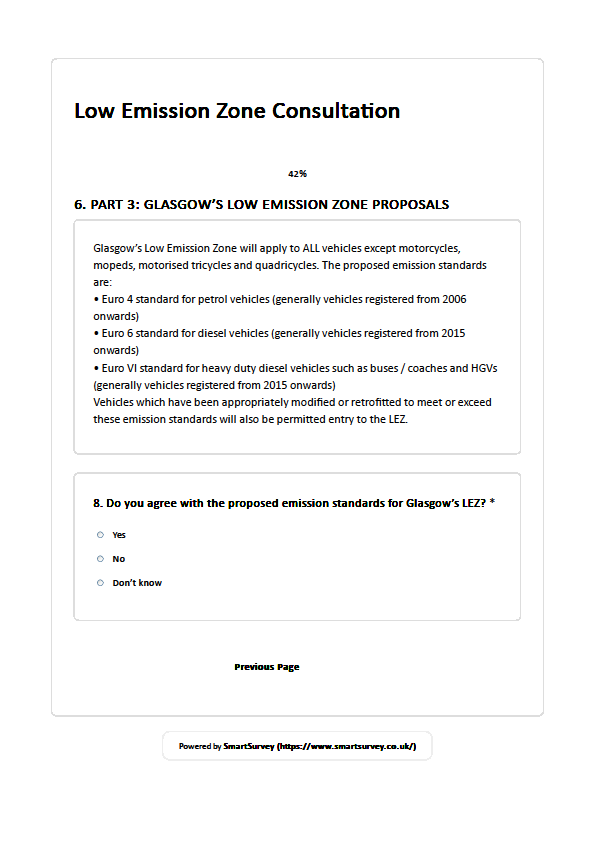 Low Emission Zone Consultation
42%
6. PART 3: GLASGOW’S LOW EMISSION ZONE PROPOSALS
Glasgow’s Low Emission Zone will apply to ALL vehicles except motorcycles,
mopeds, motorised tricycles and quadricycles. The proposed emission standards
are:
• Euro 4 standard for petrol vehicles (generally vehicles registered from 2006
onwards)
• Euro 6 standard for diesel vehicles (generally vehicles registered from 2015
onwards)
• Euro VI standard for heavy duty diesel vehicles such as buses / coaches and HGVs
(generally vehicles registered from 2015 onwards)
Vehicles which have been appropriately modified or retrofitted to meet or exceed
these emission standards will also be permitted entry to the LEZ.
8. Do you agree with the proposed emission standards for Glasgow’s LEZ? *
Yes
No
Don’t know
Previous Page
Powered by SmartSurvey (https://www.smartsurvey.co.uk/)